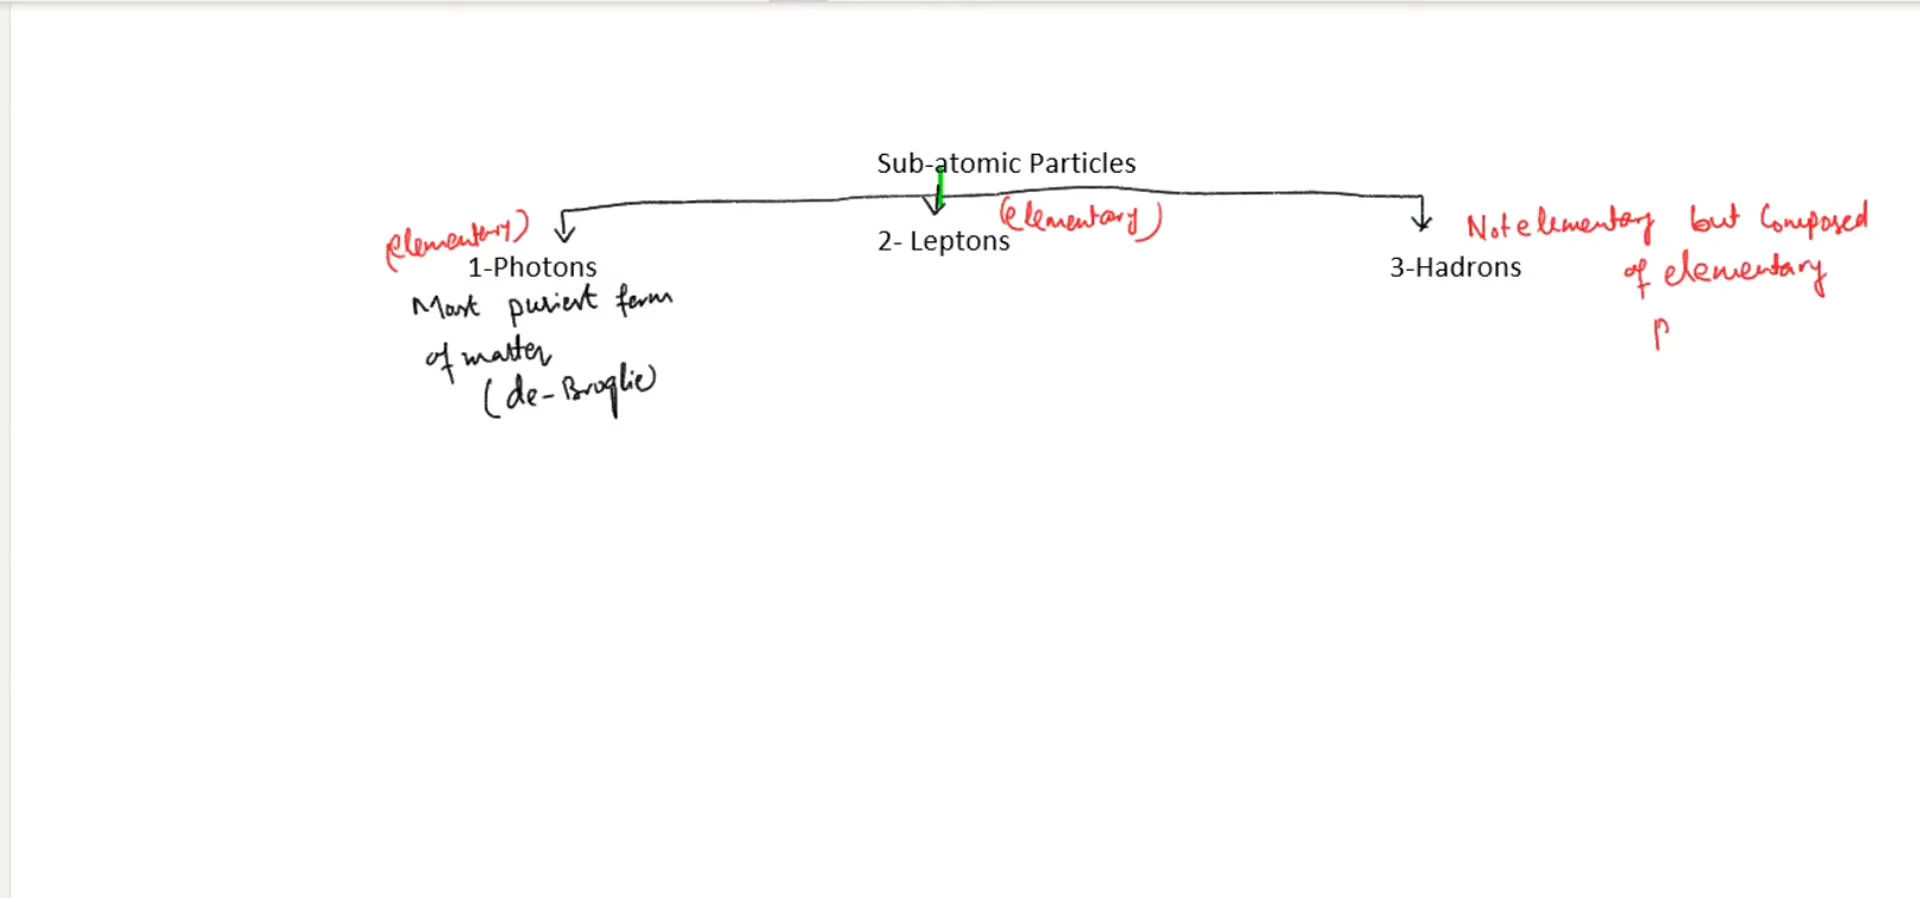 Sub-atomic Particles
(elementary)
1-Photons
Most puriest form
of matter
(de-Broglie)
(elementary)
2- Leptons
Not elementary but Composed
3-Hadrons
of elementary
p